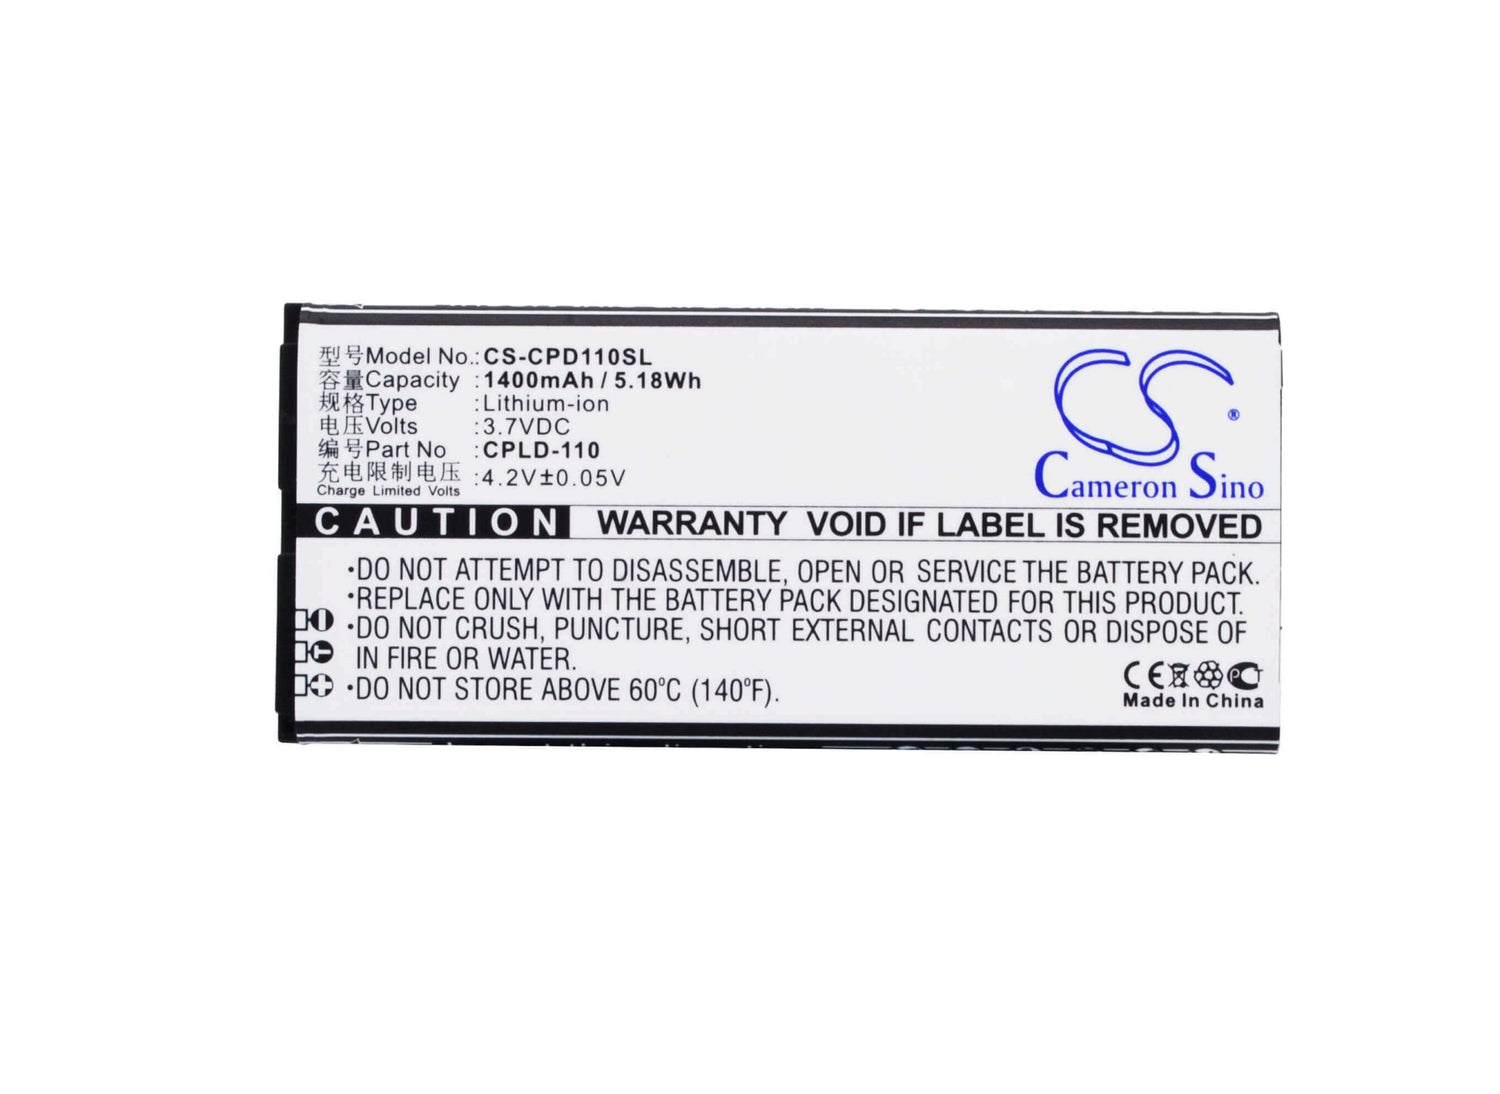 型号Model No.:CS-CPD110SL
容量Capacity :1400mAh / 5.18Wh
规格Type :Lithium-ion
电压Volts :3.7VDC
编号Part No :CPLD-110
充电限制电压 :4.2V±0.05V
Charge Limited Volts
CS®
Cameron Sino
CAUTION WARRANTY VOID IF LABEL IS REMOVED
•DO NOT ATTEMPT TO DISASSEMBLE, OPEN OR SERVICE THE BATTERY PACK.
•REPLACE ONLY WITH THE BATTERY PACK DESIGNATED FOR THIS PRODUCT.
•DO NOT CRUSH, PUNCTURE, SHORT EXTERNAL CONTACTS OR DISPOSE OF
IN FIRE OR WATER.
•DO NOT STORE ABOVE 60°C (140°F).
CE PCT
Made In China